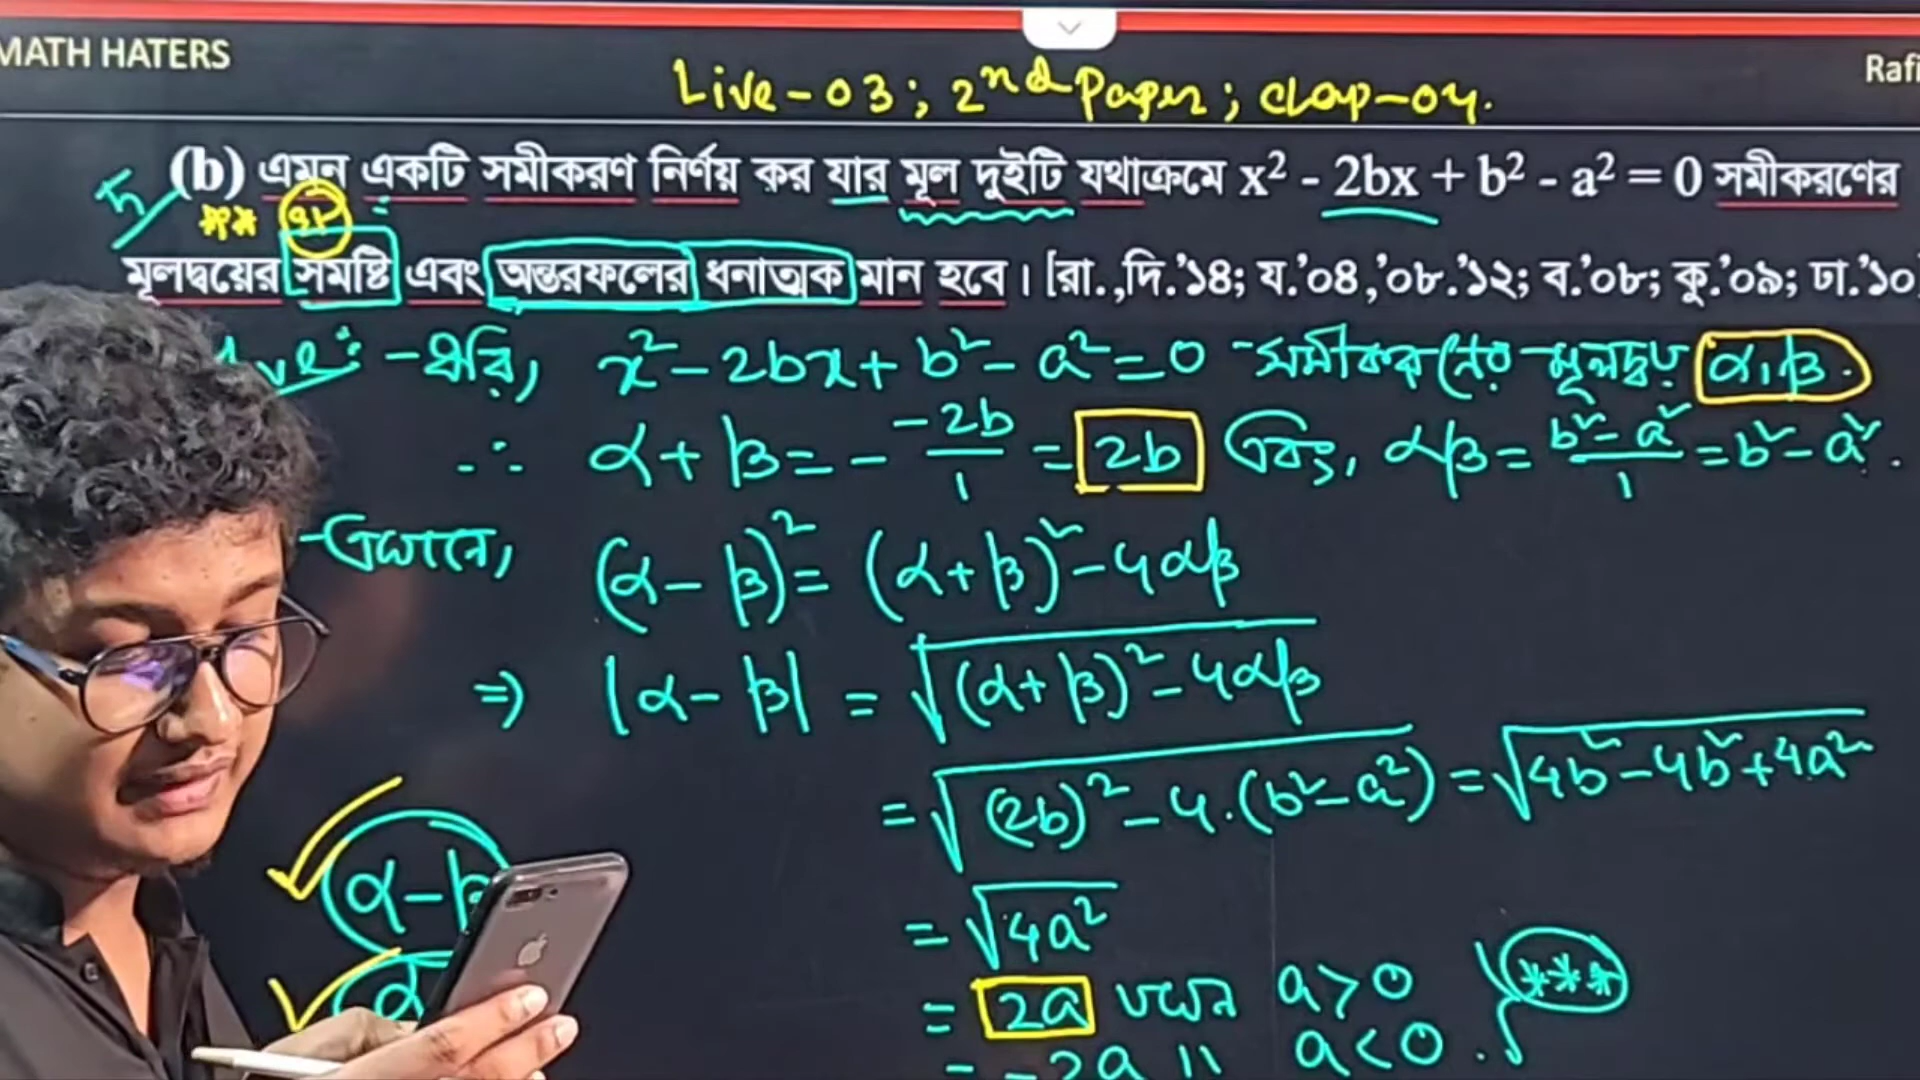 MATH HATERS
Rafi
Live-03; 2nd Paper; chap-04.
(b) এমন একটি সমীকরণ নির্ণয় কর যার মূল দুইটি যথাক্রমে x² - 2bx + b² - a² = 0 সমীকরণের
মূলদ্বয়ের সমষ্টি এবং অন্তরফলের ধনাত্মক মান হবে। [রা.,দি.'১৪; য.'০৪,'০৮.'১২; ব.'০৮; কু.'০৯; ঢা.'১০
ধরি, x² - 2bx + b² - a² = 0 সমীকরণের মূলদ্বয় α, β.
∴ α + β = - -2b/1 = 2b এবং, αβ = b² - a²/1 = b² - a².
এখানে, (α - β)² = (α + β)² - 4αβ
⇒ |α - β| = √(α + β)² - 4αβ
= √(2b)² - 4.(b² - a²) = √4b² - 4b² + 4a²
α-β
= √4a²
α
= 2a যখন a > 0 ***
= -2a 〃 a < 0.